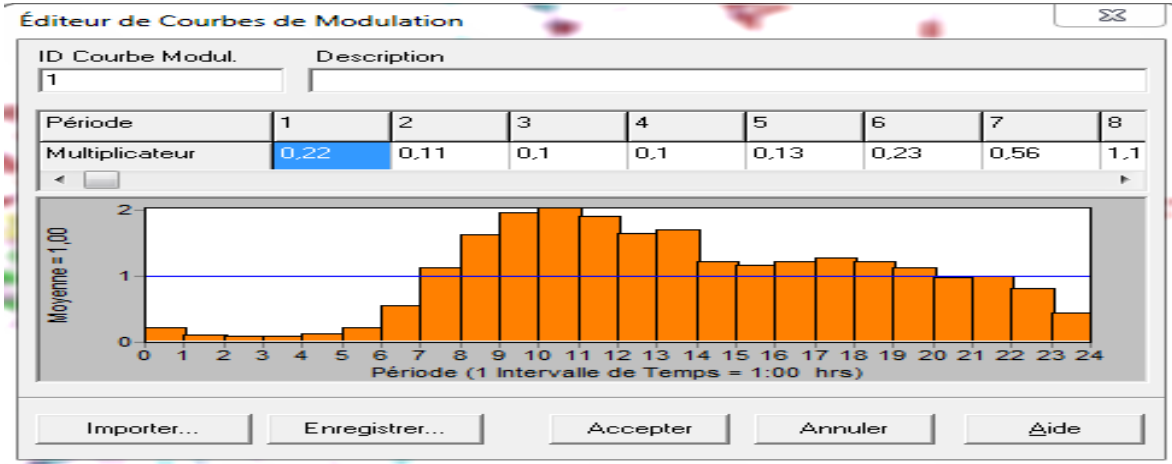 Éditeur de Courbes de Modulation
ID Courbe Modul. Description
1
Période 1 2 3 4 5 6 7 8
Multiplicateur 0,22 0,11 0,1 0,1 0,13 0,23 0,56 1,1
Moyenne = 1,00
2
1
0
0 1 2 3 4 5 6 7 8 9 10 11 12 13 14 15 16 17 18 19 20 21 22 23 24
Période (1 Intervalle de Temps = 1:00 hrs)
Importer... Enregistrer... Accepter Annuler Aide